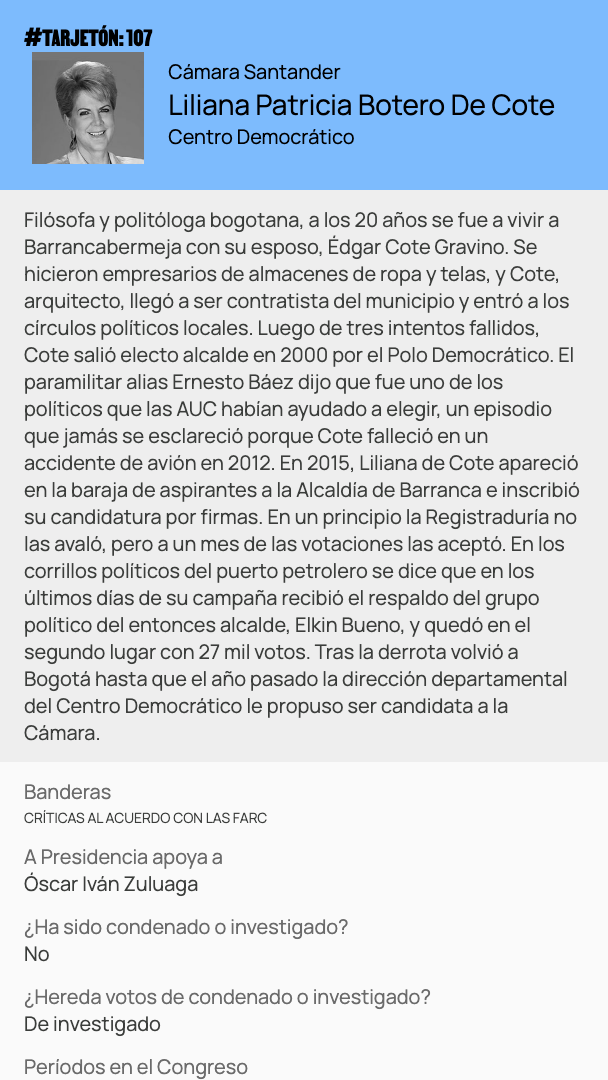 #TARJETÓN: 107
Cámara Santander
Liliana Patricia Botero De Cote
Centro Democrático
Filósofa y politóloga bogotana, a los 20 años se fue a vivir a
Barrancabermeja con su esposo, Édgar Cote Gravino. Se
hicieron empresarios de almacenes de ropa y telas, y Cote,
arquitecto, llegó a ser contratista del municipio y entró a los
círculos políticos locales. Luego de tres intentos fallidos,
Cote salió electo alcalde en 2000 por el Polo Democrático. El
paramilitar alias Ernesto Báez dijo que fue uno de los
políticos que las AUC habían ayudado a elegir, un episodio
que jamás se esclareció porque Cote falleció en un
accidente de avión en 2012. En 2015, Liliana de Cote apareció
en la baraja de aspirantes a la Alcaldía de Barranca e inscribió
su candidatura por firmas. En un principio la Registraduría no
las avaló, pero a un mes de las votaciones las aceptó. En los
corrillos políticos del puerto petrolero se dice que en los
últimos días de su campaña recibió el respaldo del grupo
político del entonces alcalde, Elkin Bueno, y quedó en el
segundo lugar con 27 mil votos. Tras la derrota volvió a
Bogotá hasta que el año pasado la dirección departamental
del Centro Democrático le propuso ser candidata a la
Cámara.
Banderas
CRÍTICAS AL ACUERDO CON LAS FARC
A Presidencia apoya a
Óscar Iván Zuluaga
¿Ha sido condenado o investigado?
No
¿Hereda votos de condenado o investigado?
De investigado
Períodos en el Congreso